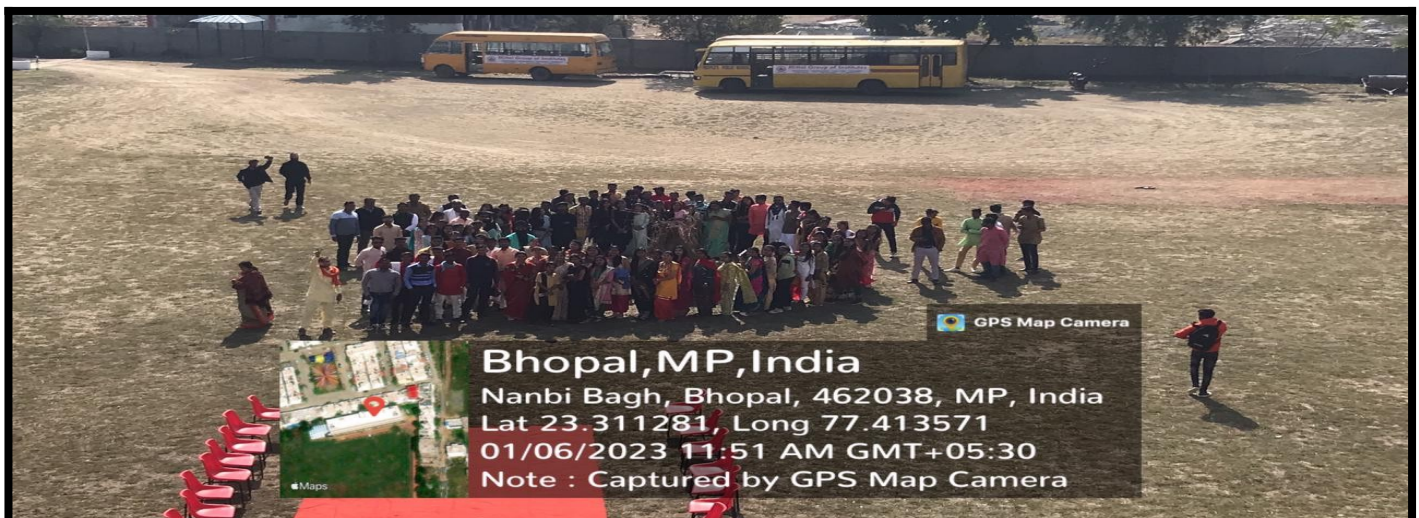 GPS Map Camera
Bhopal,MP,India
Nanbi Bagh, Bhopal, 462038, MP, India
Lat 23.311281, Long 77.413571
01/06/2023 11:51 AM GMT+05:30
Note : Captured by GPS Map Camera
Maps